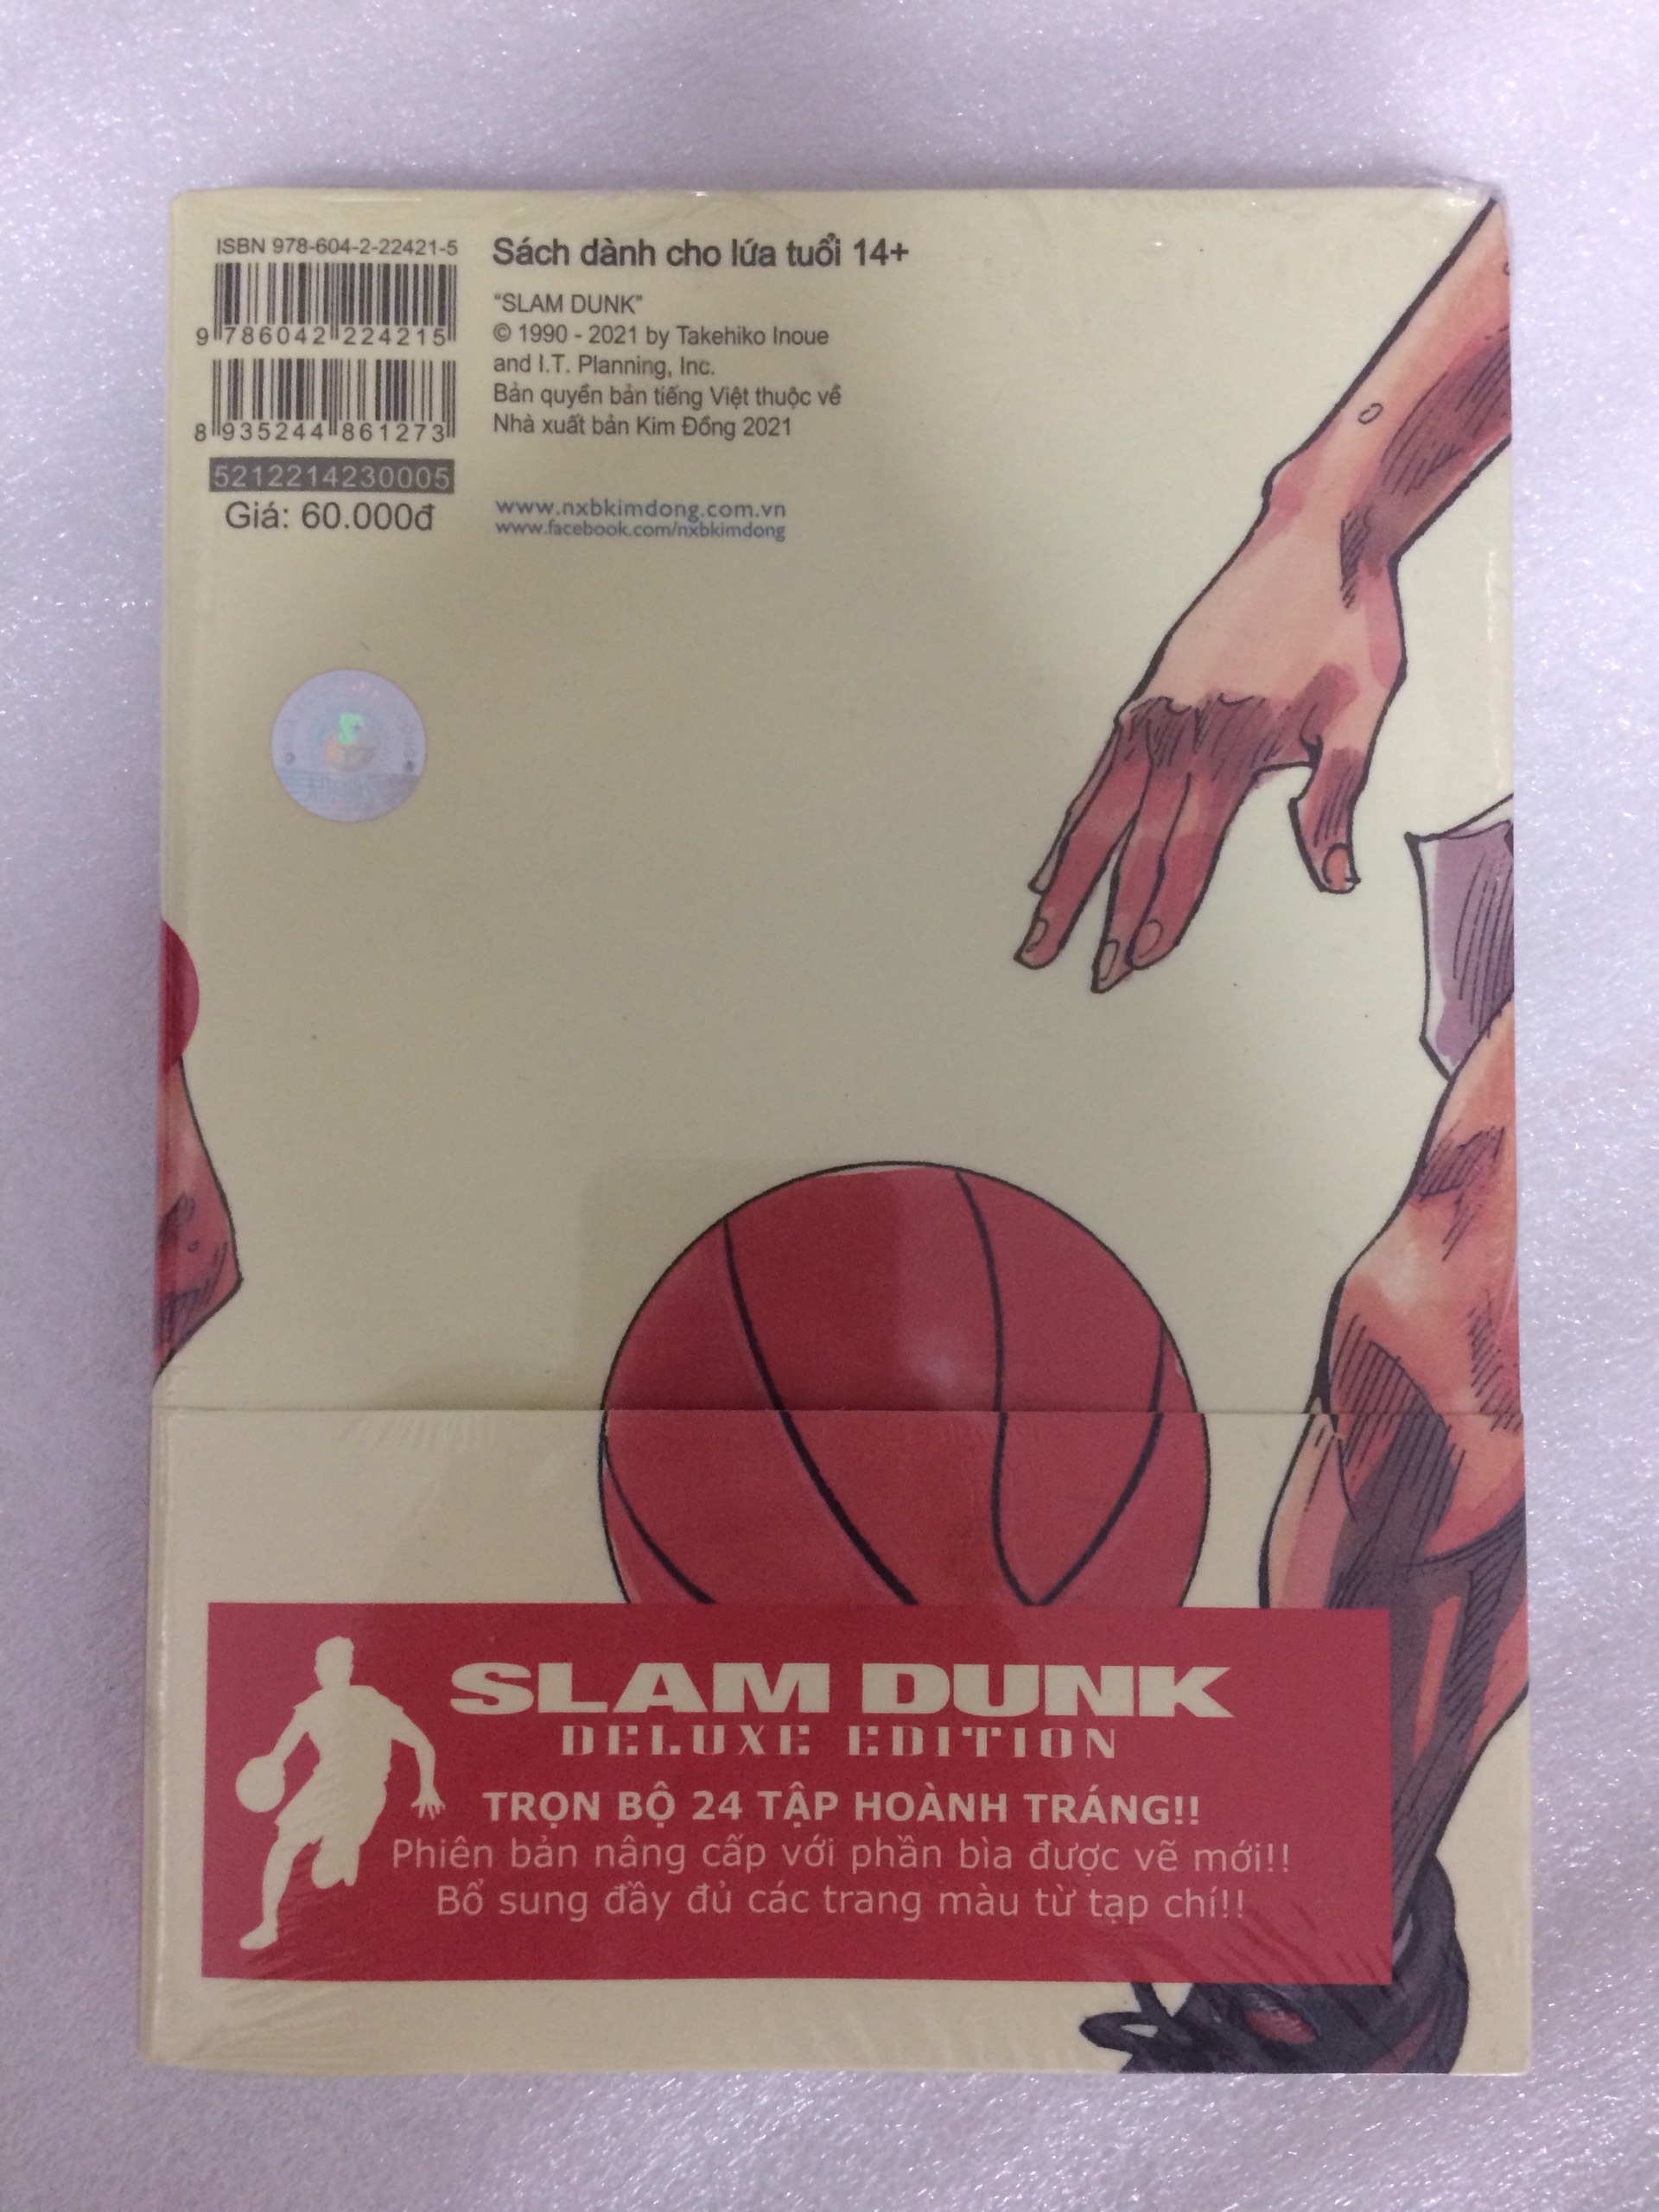 ISBN 978-604-2-22421-5
9 786042 224215
8 935244 861273
5212214230005
Giá: 60.000đ
Sách dành cho lứa tuổi 14+
“SLAM DUNK”
© 1990 - 2021 by Takehiko Inoue
and I.T. Planning, Inc.
Bản quyền bản tiếng Việt thuộc về
Nhà xuất bản Kim Đồng 2021
www.nxbkimdong.com.vn
www.facebook.com/nxbkimdong
SLAM DUNK
DELUXE EDITION
TRỌN BỘ 24 TẬP HOÀNH TRÁNG!!
Phiên bản nâng cấp với phần bìa được vẽ mới!!
Bổ sung đầy đủ các trang màu từ tạp chí!!